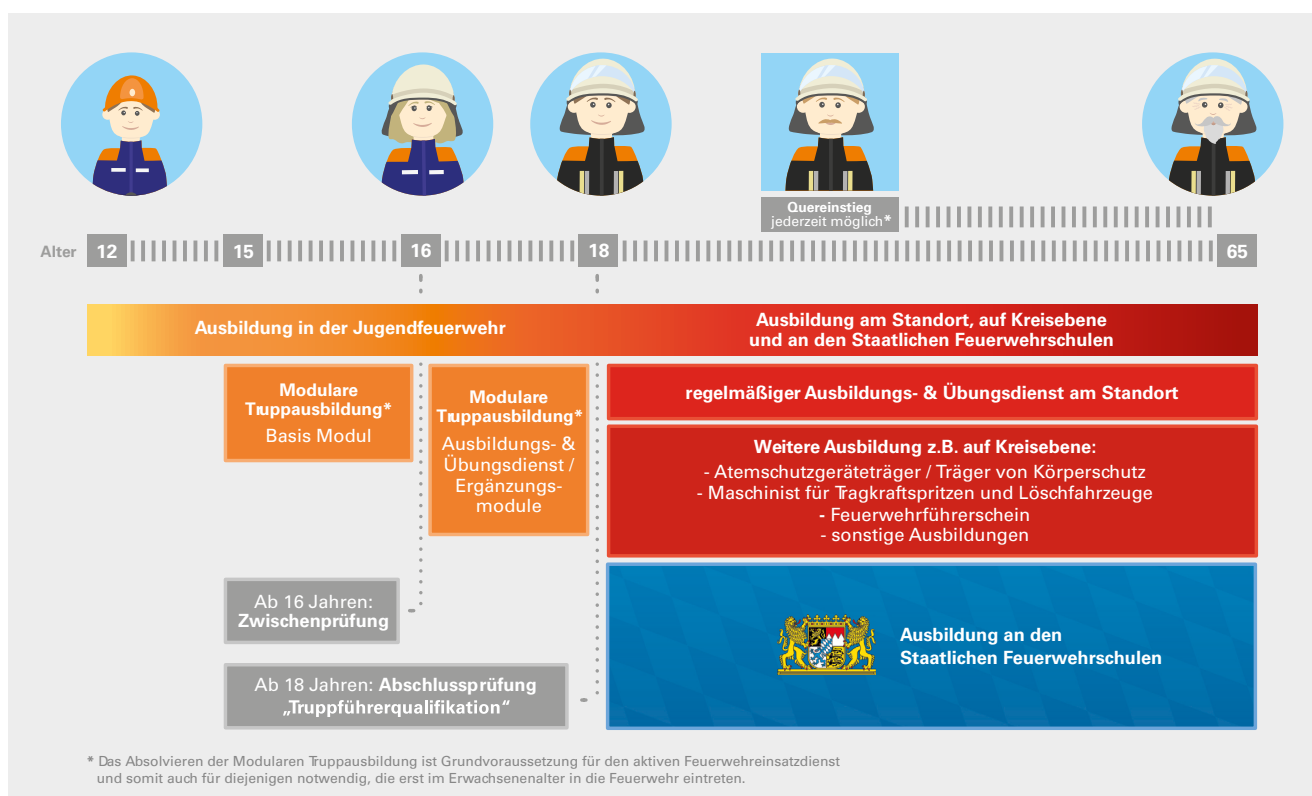 Quereinstieg
jederzeit möglich*
Alter 12 15 16 18 65
Ausbildung in der Jugendfeuerwehr
Ausbildung am Standort, auf Kreisebene
und an den Staatlichen Feuerwehrschulen
Modulare
Truppausbildung*
Basis Modul
Modulare
Truppausbildung*
Ausbildungs- &
Übungsdienst /
Ergänzungs-
module
regelmäßiger Ausbildungs- & Übungsdienst am Standort
Weitere Ausbildung z.B. auf Kreisebene:
- Atemschutzgeräteträger / Träger von Körperschutz
- Maschinist für Tragkraftspritzen und Löschfahrzeuge
- Feuerwehrführerschein
- sonstige Ausbildungen
Ab 16 Jahren:
Zwischenprüfung
Ab 18 Jahren: Abschlussprüfung
„Truppführerqualifikation“
Ausbildung an den
Staatlichen Feuerwehrschulen
* Das Absolvieren der Modularen Truppausbildung ist Grundvoraussetzung für den aktiven Feuerwehreinsatzdienst
und somit auch für diejenigen notwendig, die erst im Erwachsenenalter in die Feuerwehr eintreten.